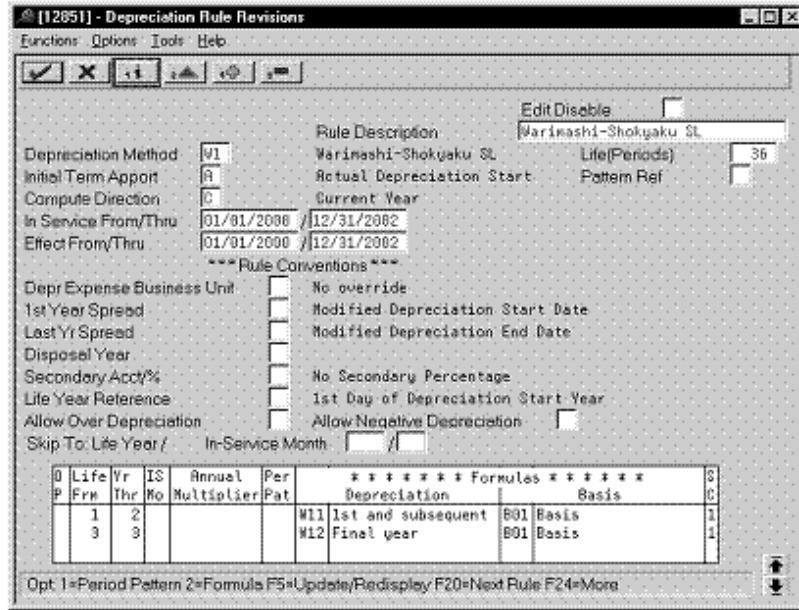 [12851] - Depreciation Rule Revisions
Functions Options Tools Help
Edit Disable
Rule Description Warimashi-Shokyaku SL
Depreciation Method W1 Warimashi-Shokyaku SL Life(Periods) 36
Initial Term Apport A Actual Depreciation Start Pattern Ref
Compute Direction C Current Year
In Service From/Thru 01/01/2000 / 12/31/2002
Effect From/Thru 01/01/2000 / 12/31/2002
*** Rule Conventions ***
Depr Expense Business Unit No override
1st Year Spread Modified Depreciation Start Date
Last Yr Spread Modified Depreciation End Date
Disposal Year
Secondary Acct/% No Secondary Percentage
Life Year Reference 1st Day of Depreciation Start Year
Allow Over Depreciation Allow Negative Depreciation
Skip To: Life Year / In-Service Month /
O Life Yr IS Annual Per * * * * * * * Formulas * * * * * * S
P Frm Thr Mo Multiplier Pat Depreciation Basis C
1 2 W11 1st and subsequent B01 Basis 1
3 3 W12 Final year B01 Basis 1
Opt: 1=Period Pattern 2=Formula F5=Update/Redisplay F20=Next Rule F24=More